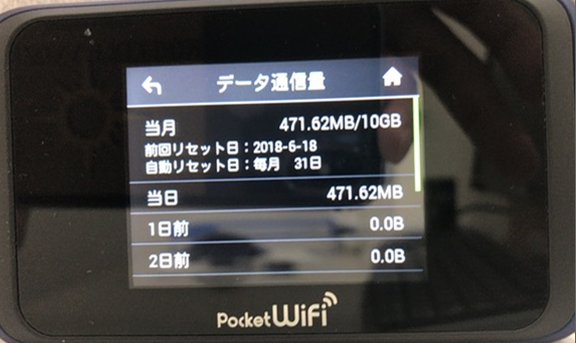 データ通信量
当月 471.62MB/10GB
前回リセット日：2018-6-18
自動リセット日：毎月 31日
当日 471.62MB
1日前 0.0B
2日前 0.0B
Pocket WiFi